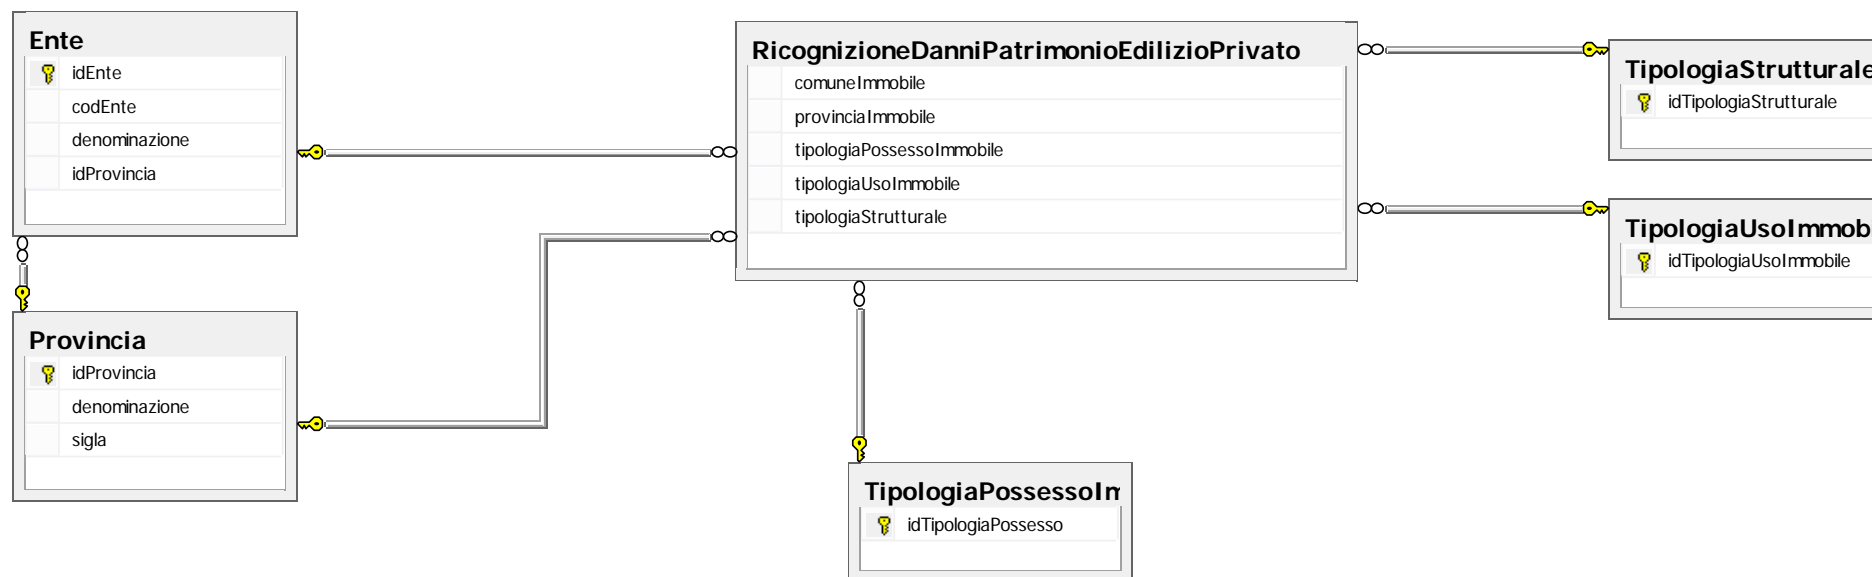 Ente
idEnte
codEnte
denominazione
idProvincia
Provincia
idProvincia
denominazione
sigla
RicognizioneDanniPatrimonioEdilizioPrivato
comuneImmobile
provinciaImmobile
tipologiaPossessoImmobile
tipologiaUsoImmobile
tipologiaStrutturale
TipologiaPossessoIm
idTipologiaPossesso
TipologiaStrutturale
idTipologiaStrutturale
TipologiaUsoImmob
idTipologiaUsoImmobile